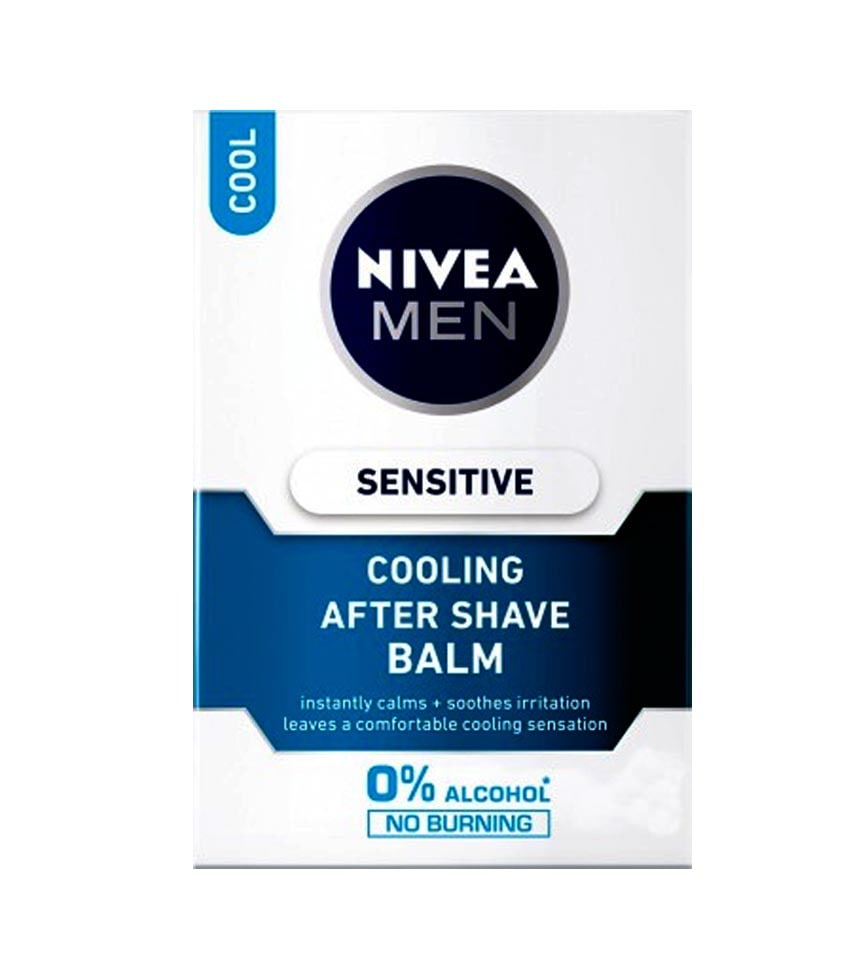 COOL
NIVEA
MEN
SENSITIVE
COOLING
AFTER SHAVE
BALM
instantly calms + soothes irritation
leaves a comfortable cooling sensation
0% ALCOHOL*
NO BURNING